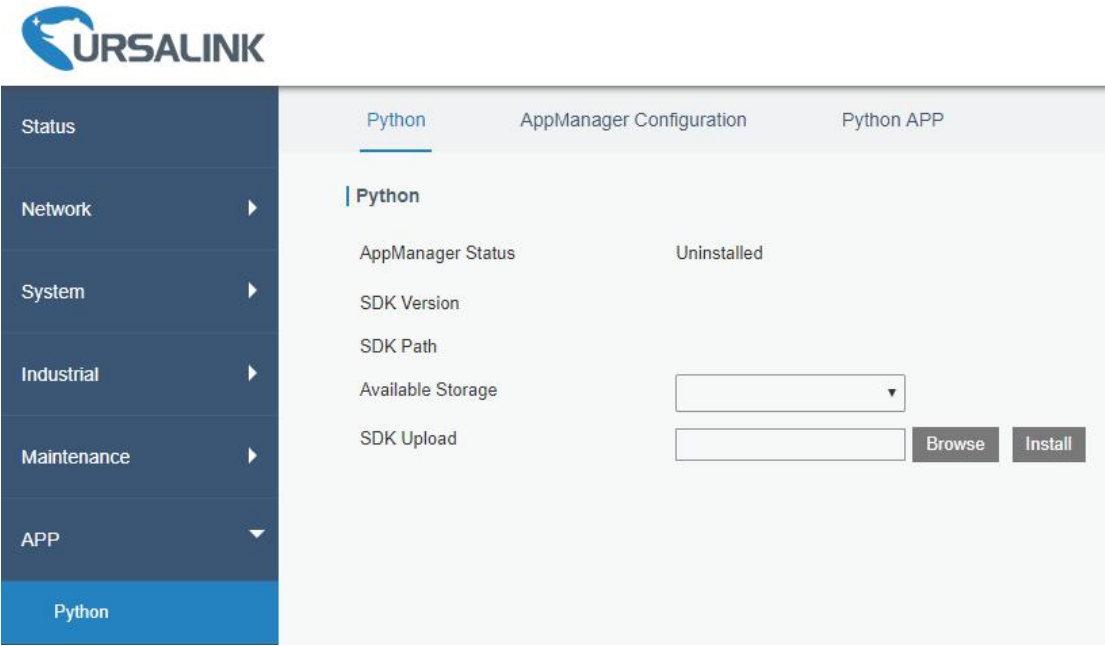 URSALINK
Status
Network
System
Industrial
Maintenance
APP
Python
Python AppManager Configuration Python APP
Python
AppManager Status Uninstalled
SDK Version
SDK Path
Available Storage
SDK Upload Browse Install